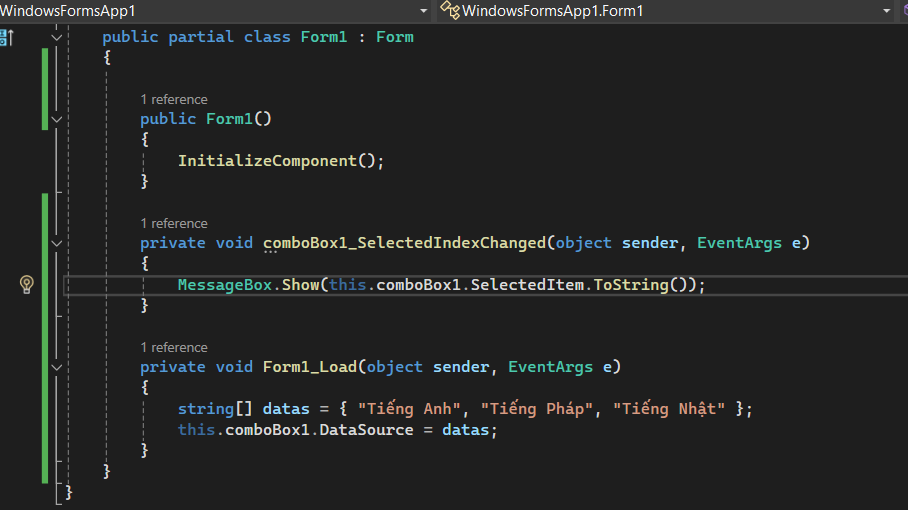 WindowsFormsApp1 WindowsFormsApp1.Form1
public partial class Form1 : Form
{
1 reference
public Form1()
{
InitializeComponent();
}
1 reference
private void comboBox1_SelectedIndexChanged(object sender, EventArgs e)
{
MessageBox.Show(this.comboBox1.SelectedItem.ToString());
}
1 reference
private void Form1_Load(object sender, EventArgs e)
{
string[] datas = { "Tiếng Anh", "Tiếng Pháp", "Tiếng Nhật" };
this.comboBox1.DataSource = datas;
}
}
}